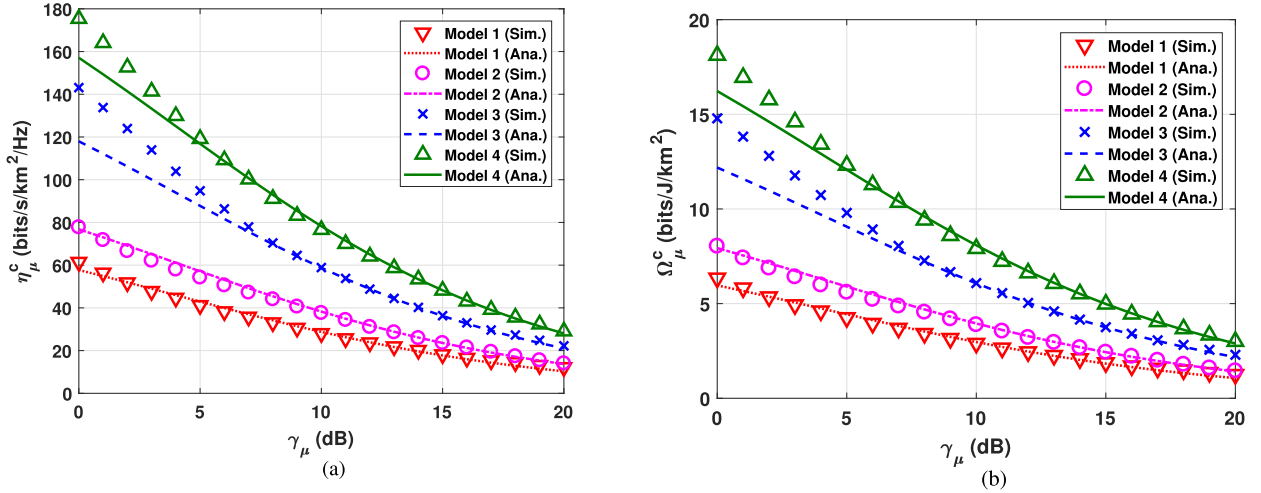 180
160
140
120
100
80
60
40
20
0
η_μ^c (bits/s/km²/Hz)
Model 1 (Sim.)
Model 1 (Ana.)
Model 2 (Sim.)
Model 2 (Ana.)
Model 3 (Sim.)
Model 3 (Ana.)
Model 4 (Sim.)
Model 4 (Ana.)
0 5 10 15 20
γ_μ (dB)
(a)
20
15
10
5
0
Ω_μ^c (bits/J/km²)
Model 1 (Sim.)
Model 1 (Ana.)
Model 2 (Sim.)
Model 2 (Ana.)
Model 3 (Sim.)
Model 3 (Ana.)
Model 4 (Sim.)
Model 4 (Ana.)
0 5 10 15 20
γ_μ (dB)
(b)